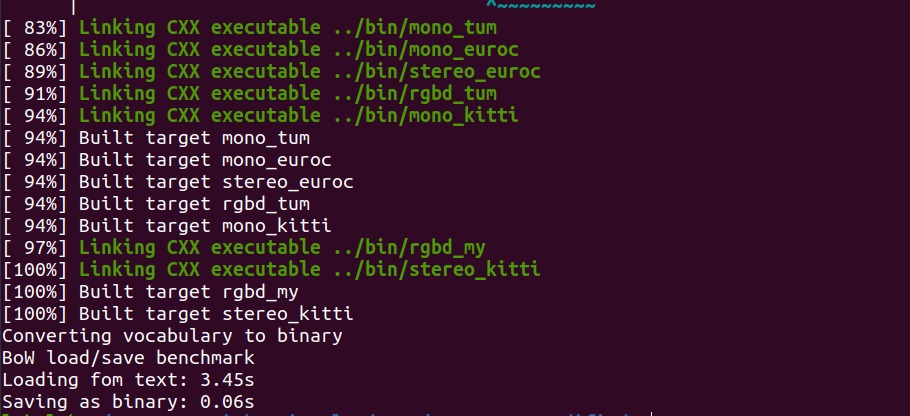 [ 83%] Linking CXX executable ../bin/mono_tum
[ 86%] Linking CXX executable ../bin/mono_euroc
[ 89%] Linking CXX executable ../bin/stereo_euroc
[ 91%] Linking CXX executable ../bin/rgbd_tum
[ 94%] Linking CXX executable ../bin/mono_kitti
[ 94%] Built target mono_tum
[ 94%] Built target mono_euroc
[ 94%] Built target stereo_euroc
[ 94%] Built target rgbd_tum
[ 94%] Built target mono_kitti
[ 97%] Linking CXX executable ../bin/rgbd_my
[100%] Linking CXX executable ../bin/stereo_kitti
[100%] Built target rgbd_my
[100%] Built target stereo_kitti
Converting vocabulary to binary
BoW load/save benchmark
Loading fom text: 3.45s
Saving as binary: 0.06s